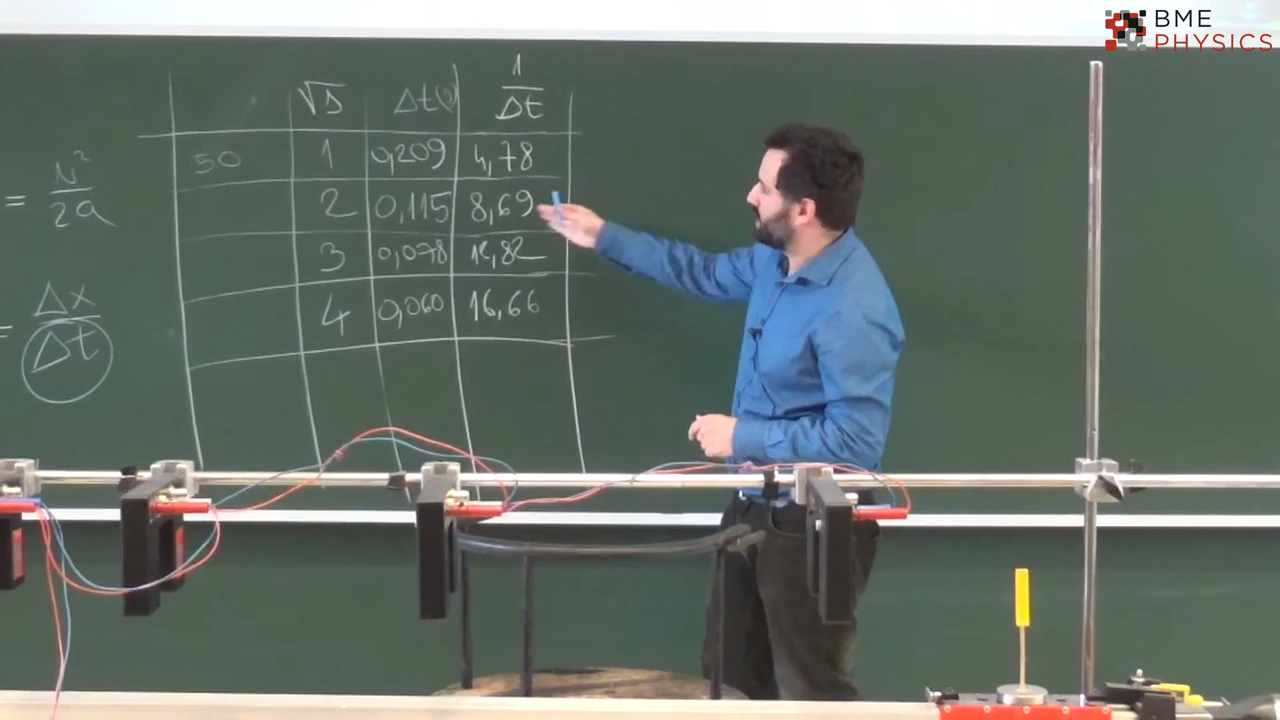 BME
PHYSICS
√s Δt(s) 1/Δt
50 1 0,209 4,78
2 0,115 8,69
3 0,078 12,82
4 0,060 16,66
= v²/2a
= Δx/Δt